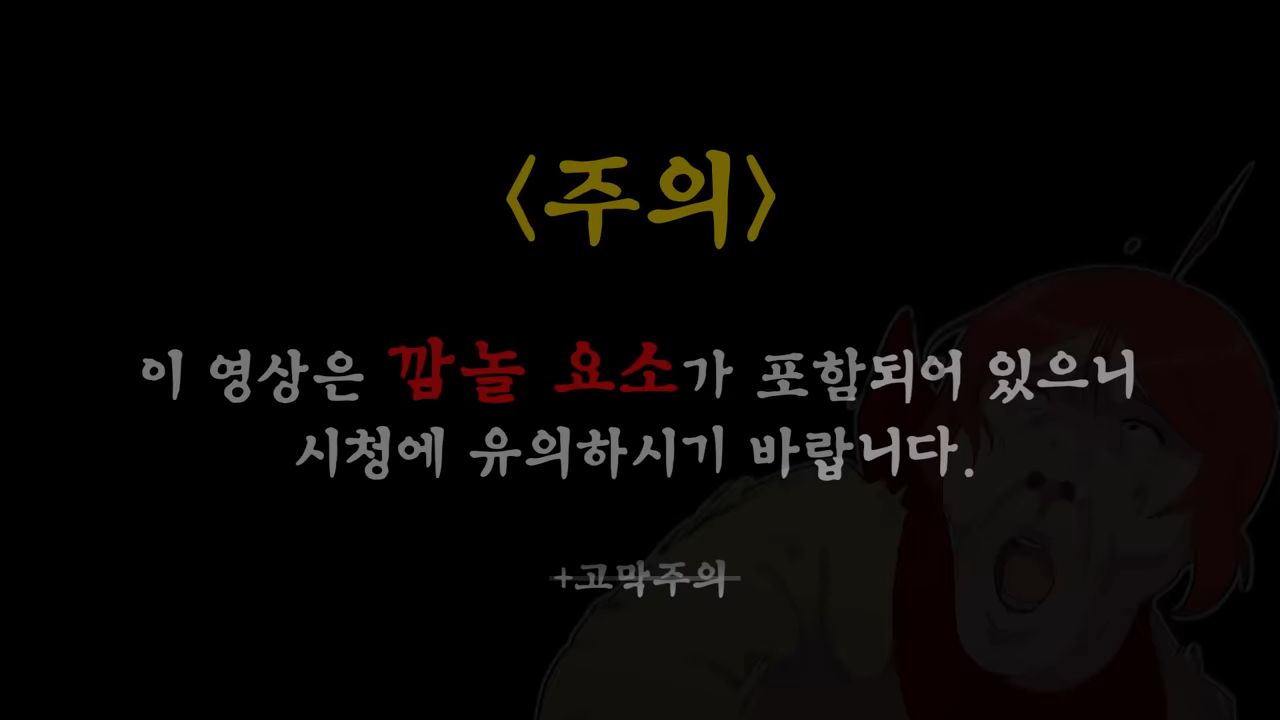 〈주의〉
이 영상은 깜놀 요소가 포함되어 있으니
시청에 유의하시기 바랍니다.
+고막주의